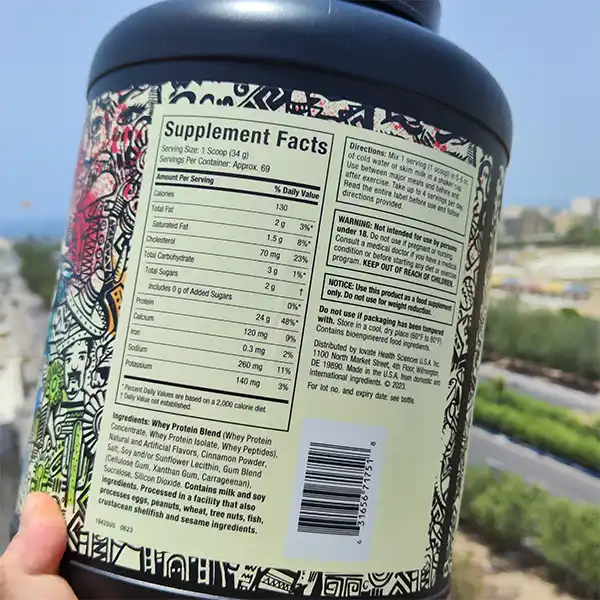 Supplement Facts
Serving Size: 1 Scoop (34 g)
Servings Per Container: Approx. 69
Amount Per Serving
% Daily Value
Calories 130
Total Fat 2 g 3%*
Saturated Fat 1.5 g 8%*
Cholesterol 70 mg 23%
Total Carbohydrate 3 g 1%*
Total Sugars 2 g †
Includes 0 g of Added Sugars 0%*
Protein 24 g 48%*
Calcium 120 mg 9%
Iron 0.3 mg 2%
Sodium 260 mg 11%
Potassium 140 mg 3%
* Percent Daily Values are based on a 2,000 calorie diet.
† Daily Value not established.
Ingredients: Whey Protein Blend (Whey Protein
Concentrate, Whey Protein Isolate, Whey Peptides),
Natural and Artificial Flavors, Cinnamon Powder,
Salt, Soy and/or Sunflower Lecithin, Gum Blend
(Cellulose Gum, Xanthan Gum, Carrageenan),
Sucralose, Silicon Dioxide. Contains milk and soy
ingredients. Processed in a facility that also
processes eggs, peanuts, wheat, tree nuts, fish,
crustacean shellfish and sesame ingredients.
1642SUS 0623
Directions: Mix 1 serving (1 scoop) in 5-6 oz
of cold water or skim milk in a shaker cup.
Use between major meals and before and
after exercise. Take up to 4 servings per day.
Read the entire label before use and follow
directions provided.
WARNING: Not intended for use by persons
under 18. Do not use if pregnant or nursing.
Consult a medical doctor if you have a medical
condition or before starting any diet or exercise
program. KEEP OUT OF REACH OF CHILDREN.
NOTICE: Use this product as a food supplement
only. Do not use for weight reduction.
Do not use if packaging has been tampered
with. Store in a cool, dry place (60°F to 80°F)
Contains bioengineered food ingredients.
Distributed by Iovate Health Sciences U.S.A. Inc.
1100 North Market Street, 4th Floor, Wilmington,
DE 19890. Made in the U.S.A. from domestic and
international ingredients. © 2023.
For lot no. and expiry date: see bottle.
6 31656 71751 8